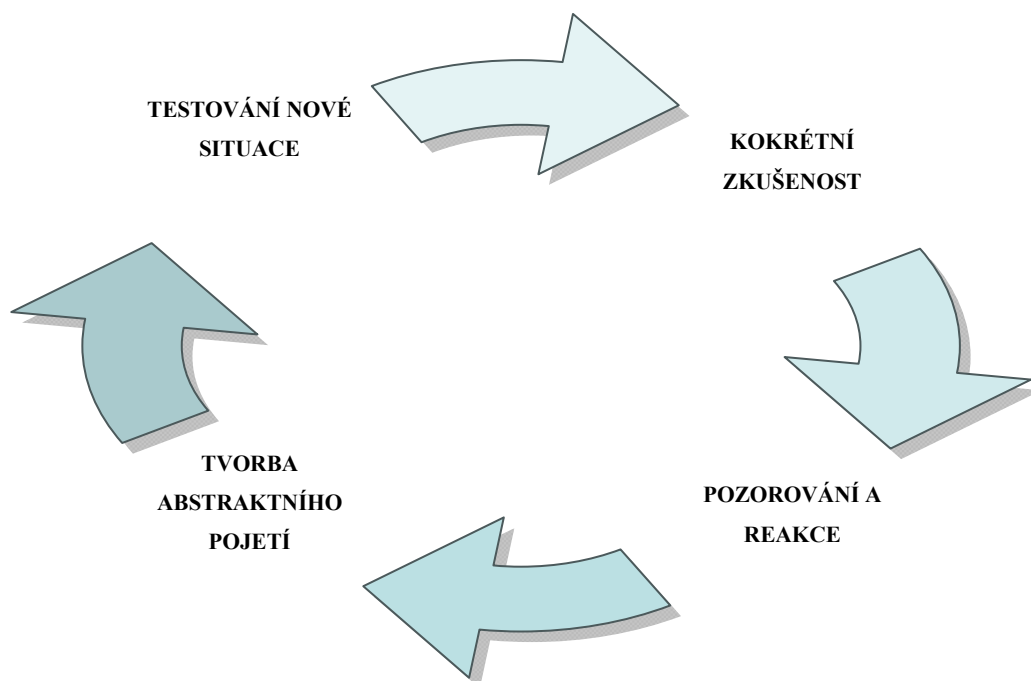 TESTOVÁNÍ NOVÉ
SITUACE
KOKRÉTNÍ
ZKUŠENOST
POZOROVÁNÍ A
REAKCE
TVORBA
ABSTRAKTNÍHO
POJETÍ